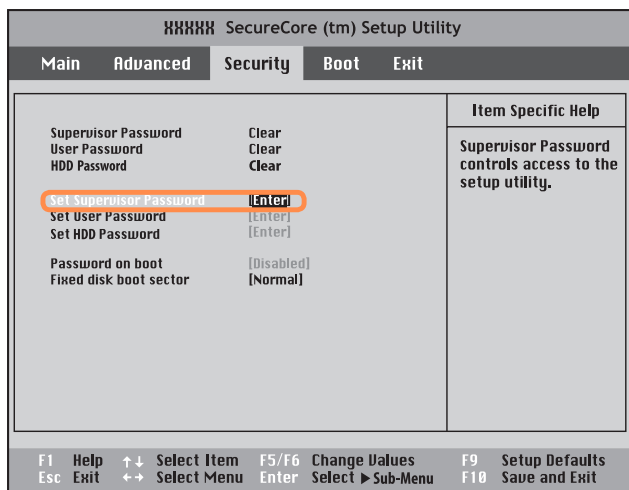 XXXXX SecureCore (tm) Setup Utility
Main Advanced Security Boot Exit
Item Specific Help
Supervisor Password controls access to the setup utility.
Supervisor Password Clear
User Password Clear
HDD Password Clear
Set Supervisor Password [Enter]
Set User Password [Enter]
Set HDD Password [Enter]
Password on boot [Disabled]
Fixed disk boot sector [Normal]
F1 Help ↑↓ Select Item F5/F6 Change Values F9 Setup Defaults
Esc Exit ←→ Select Menu Enter Select ▶ Sub-Menu F10 Save and Exit